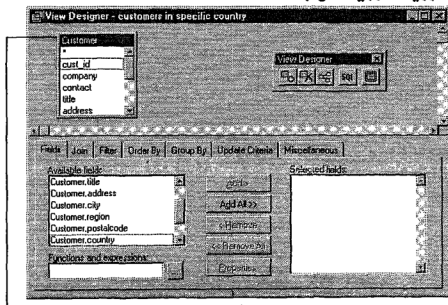 View Designer - customers in specific country
Customer
*
cust_id
company
contact
title
address
View Designer
SQL
Fields
Join
Filter
Order By
Group By
Update Criteria
Miscellaneous
Available fields:
Customer.title
Customer.address
Customer.city
Customer.region
Customer.postalcode
Customer.country
Functions and expressions:
Add >
Add All >>
< Remove
<< Remove All
Properties
Selected fields: